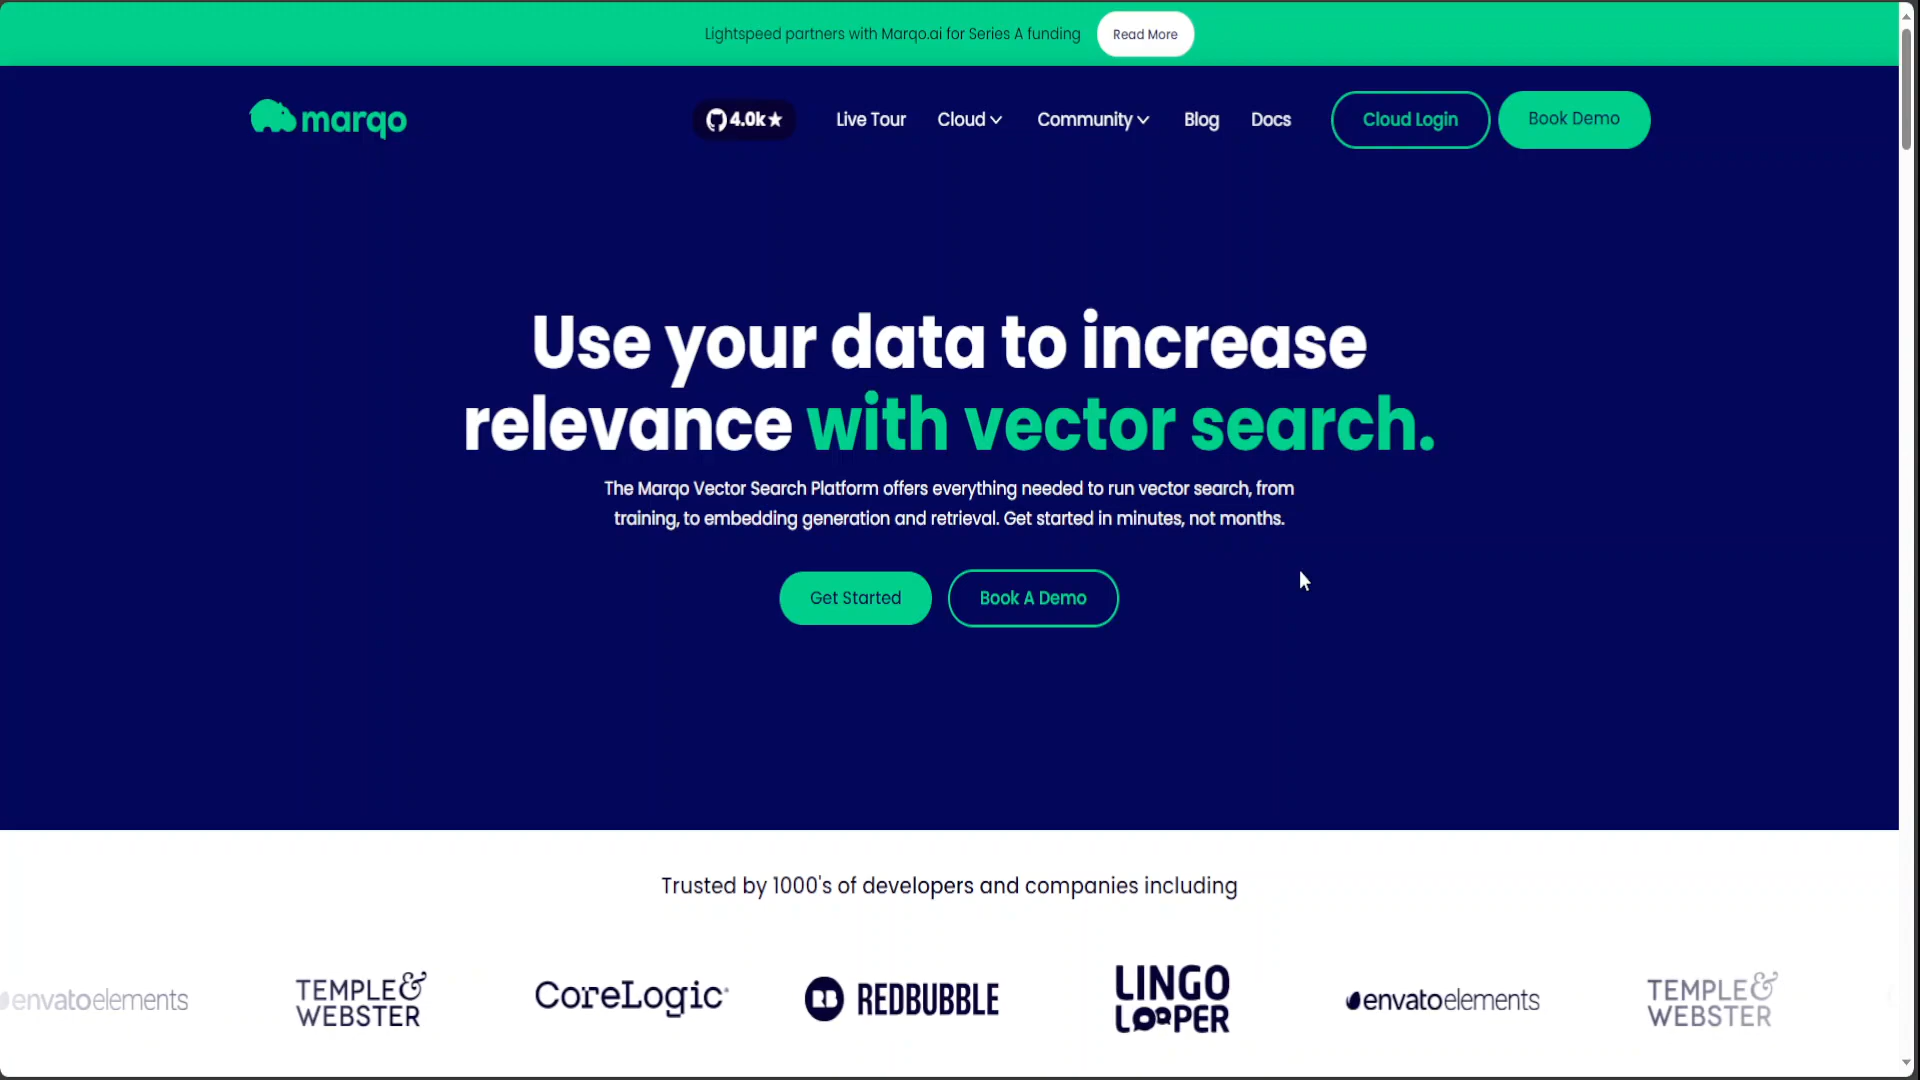 Lightspeed partners with Marqo.ai for Series A funding Read More
marqo 4.0k★ Live Tour Cloud Community Blog Docs Cloud Login Book Demo
Use your data to increase
relevance with vector search.
The Marqo Vector Search Platform offers everything needed to run vector search, from
training, to embedding generation and retrieval. Get started in minutes, not months.
Get Started Book A Demo
Trusted by 1000's of developers and companies including
envatoelements TEMPLE& WEBSTER CoreLogic REDBUBBLE LINGO LOOPER envatoelements TEMPLE& WEBSTER